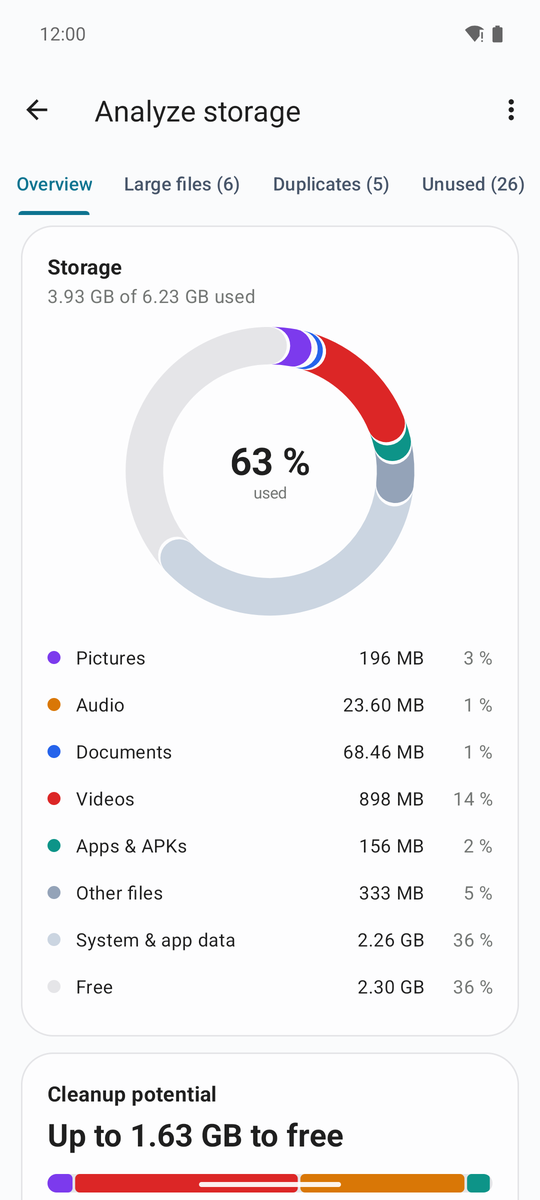 12:00
Analyze storage
Overview Large files (6) Duplicates (5) Unused (26)
Storage
3.93 GB of 6.23 GB used
63 %
used
Pictures 196 MB 3 %
Audio 23.60 MB 1 %
Documents 68.46 MB 1 %
Videos 898 MB 14 %
Apps & APKs 156 MB 2 %
Other files 333 MB 5 %
System & app data 2.26 GB 36 %
Free 2.30 GB 36 %
Cleanup potential
Up to 1.63 GB to free